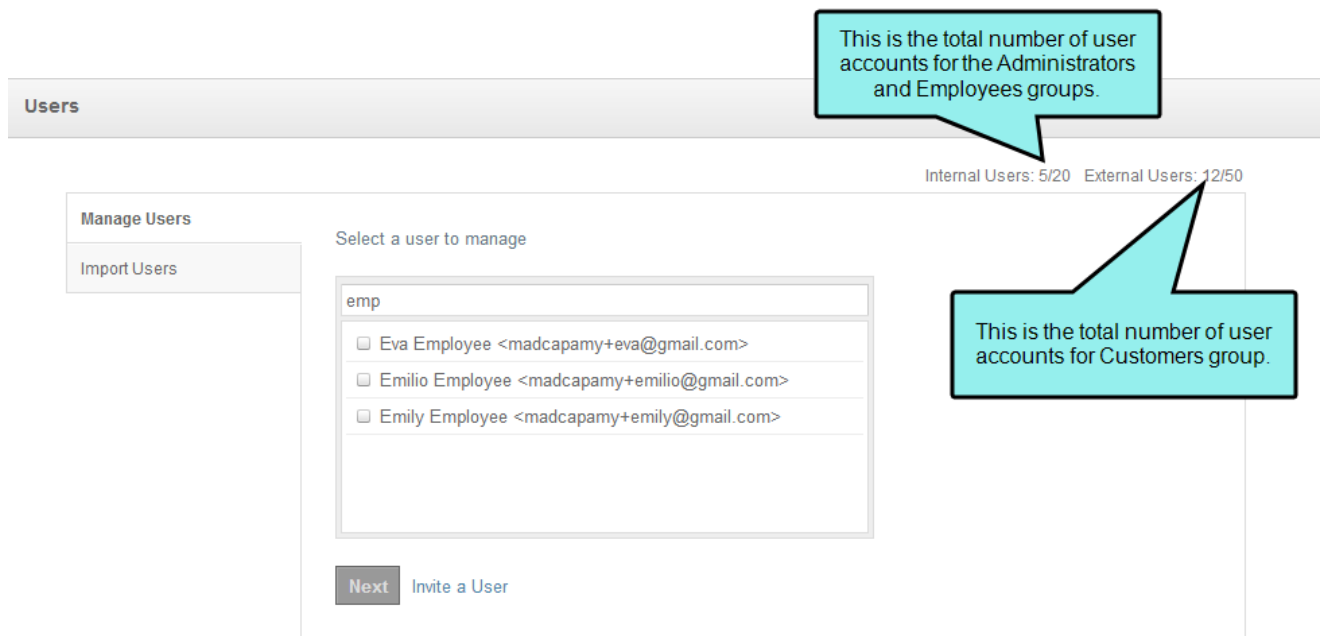 This is the total number of user
accounts for the Administrators
and Employees groups.
Users
Internal Users: 5/20 External Users: 12/50
Manage Users
Import Users
Select a user to manage
emp
Eva Employee <madcapamy+eva@gmail.com>
Emilio Employee <madcapamy+emilio@gmail.com>
Emily Employee <madcapamy+emily@gmail.com>
This is the total number of user
accounts for Customers group.
Next Invite a User